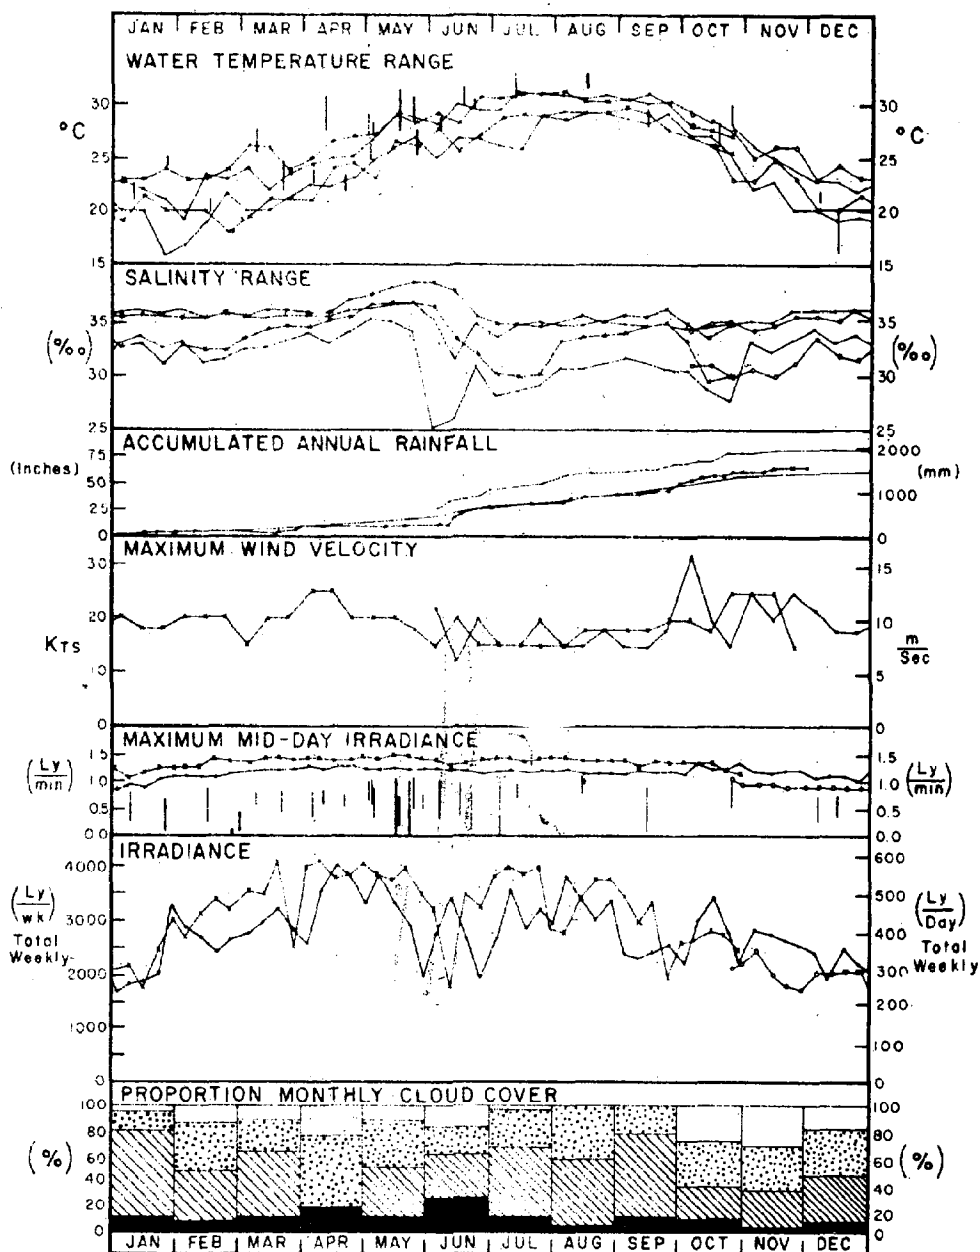 JAN FEB MAR APR MAY JUN JUL AUG SEP OCT NOV DEC
WATER TEMPERATURE RANGE
30 30
°C °C
25 25
20 20
15 15
SALINITY RANGE
35 35
(‰) (‰)
30 30
25 25
ACCUMULATED ANNUAL RAINFALL
75 2000
(Inches) (mm)
50
25 1000
0 0
MAXIMUM WIND VELOCITY
30 15
20 10
KTS m/Sec
10 5
0 0
MAXIMUM MID-DAY IRRADIANCE
1.5 1.5
(Ly/min) (Ly/min)
1.0 1.0
0.5 0.5
0.0 0.0
IRRADIANCE
4000 600
(Ly/wk) (Ly/Day)
500
3000 400
Total Weekly Total Weekly
2000 300
200
1000 100
0 0
PROPORTION MONTHLY CLOUD COVER
100 100
80 80
(%) (%)
60 60
40 40
20 20
0 0
JAN FEB MAR APR MAY JUN JUL AUG SEP OCT NOV DEC